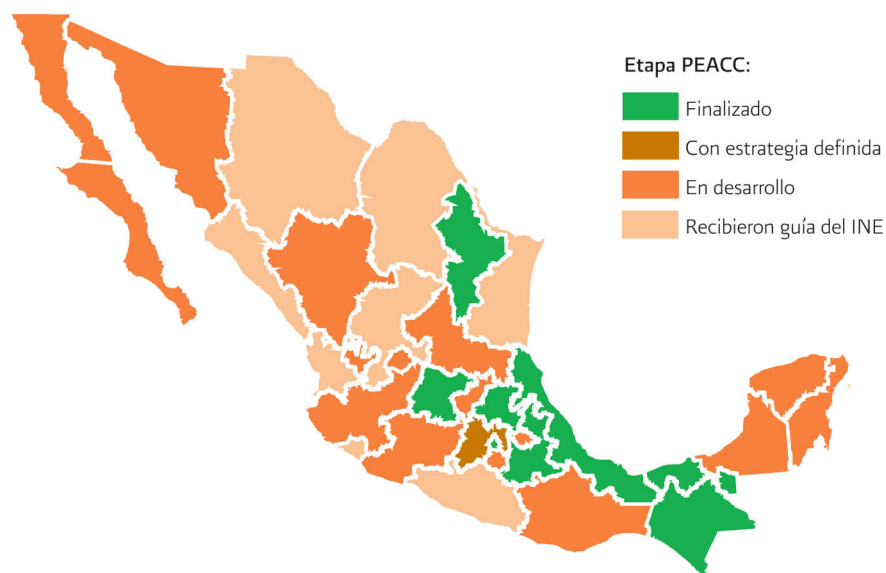 Etapa PEACC:
Finalizado
Con estrategia definida
En desarrollo
Recibieron guía del INE